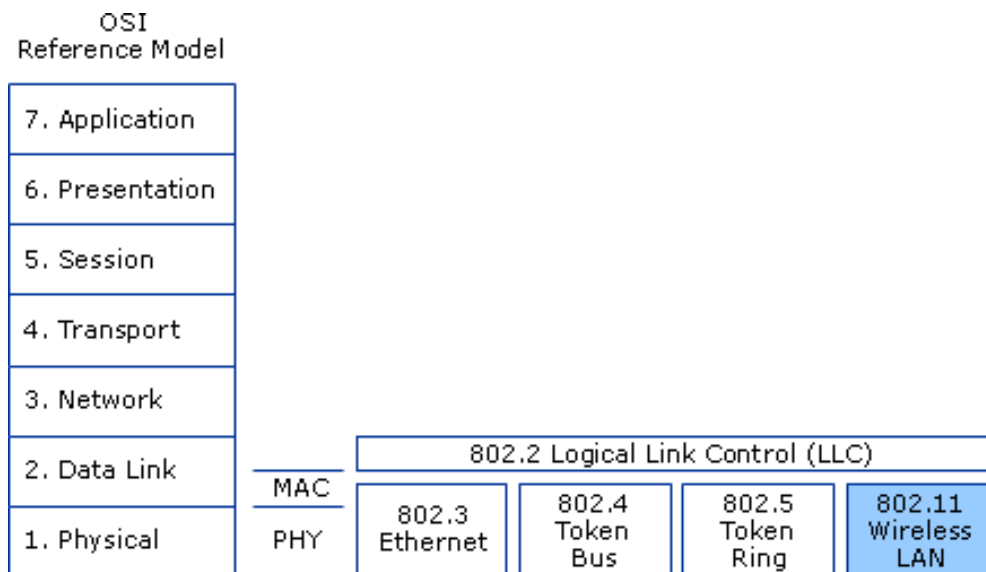 OSI
Reference Model
7. Application
6. Presentation
5. Session
4. Transport
3. Network
2. Data Link
1. Physical
MAC
PHY
802.2 Logical Link Control (LLC)
802.3
Ethernet
802.4
Token
Bus
802.5
Token
Ring
802.11
Wireless
LAN